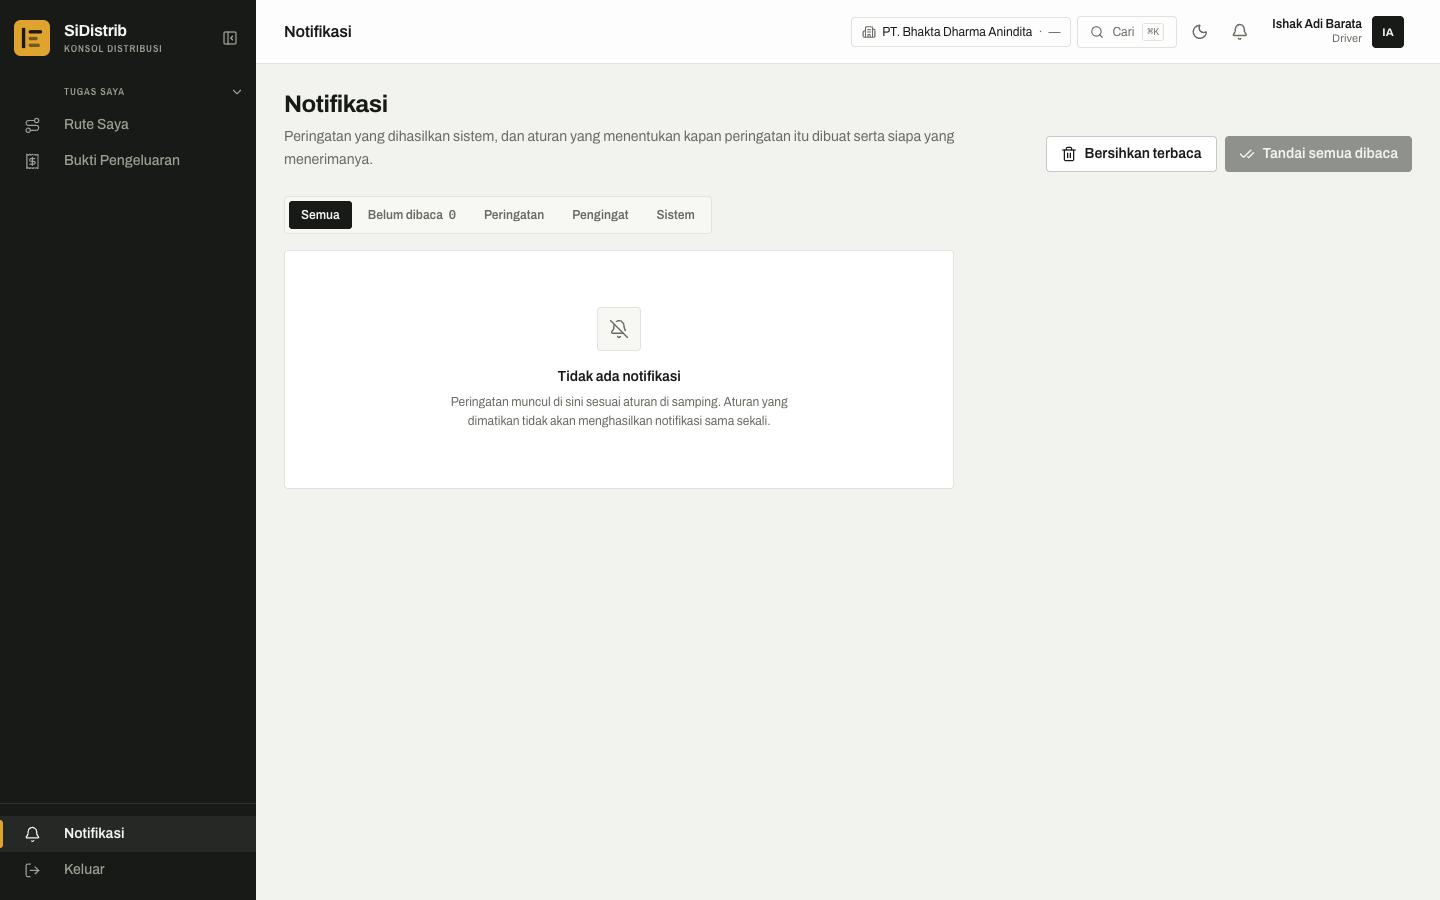 SiDistrib
KONSOL DISTRIBUSI
TUGAS SAYA
Rute Saya
Bukti Pengeluaran
Notifikasi
Keluar
Notifikasi
PT. Bhakta Dharma Anindita · —
Cari ⌘K
Ishak Adi Barata
Driver
IA
Notifikasi
Peringatan yang dihasilkan sistem, dan aturan yang menentukan kapan peringatan itu dibuat serta siapa yang
menerimanya.
Bersihkan terbaca
Tandai semua dibaca
Semua
Belum dibaca 0
Peringatan
Pengingat
Sistem
Tidak ada notifikasi
Peringatan muncul di sini sesuai aturan di samping. Aturan yang
dimatikan tidak akan menghasilkan notifikasi sama sekali.